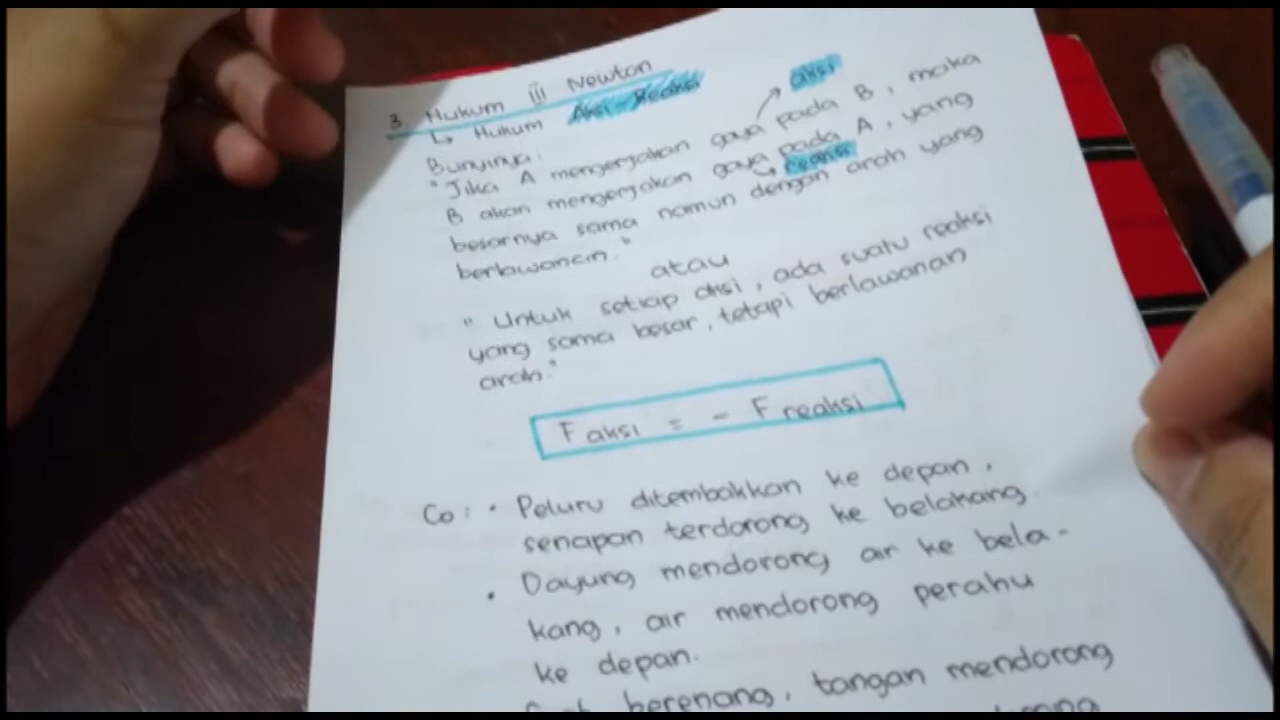 3. Hukum III Newton
↳ Hukum Aksi-Reaksi
Bunyinya:
aksi
"Jika A mengerjakan gaya pada B, maka
B akan mengerjakan gaya pada A, yang
reaksi
besarnya sama namun dengan arah yang
berlawanan."
atau
"Untuk setiap aksi, ada suatu reaksi
yang sama besar, tetapi berlawanan
arah."
F aksi = - F reaksi
Co: • Peluru ditembakkan ke depan,
senapan terdorong ke belakang.
• Dayung mendorong air ke bela-
kang, air mendorong perahu
ke depan.
berenang, tangan mendorong